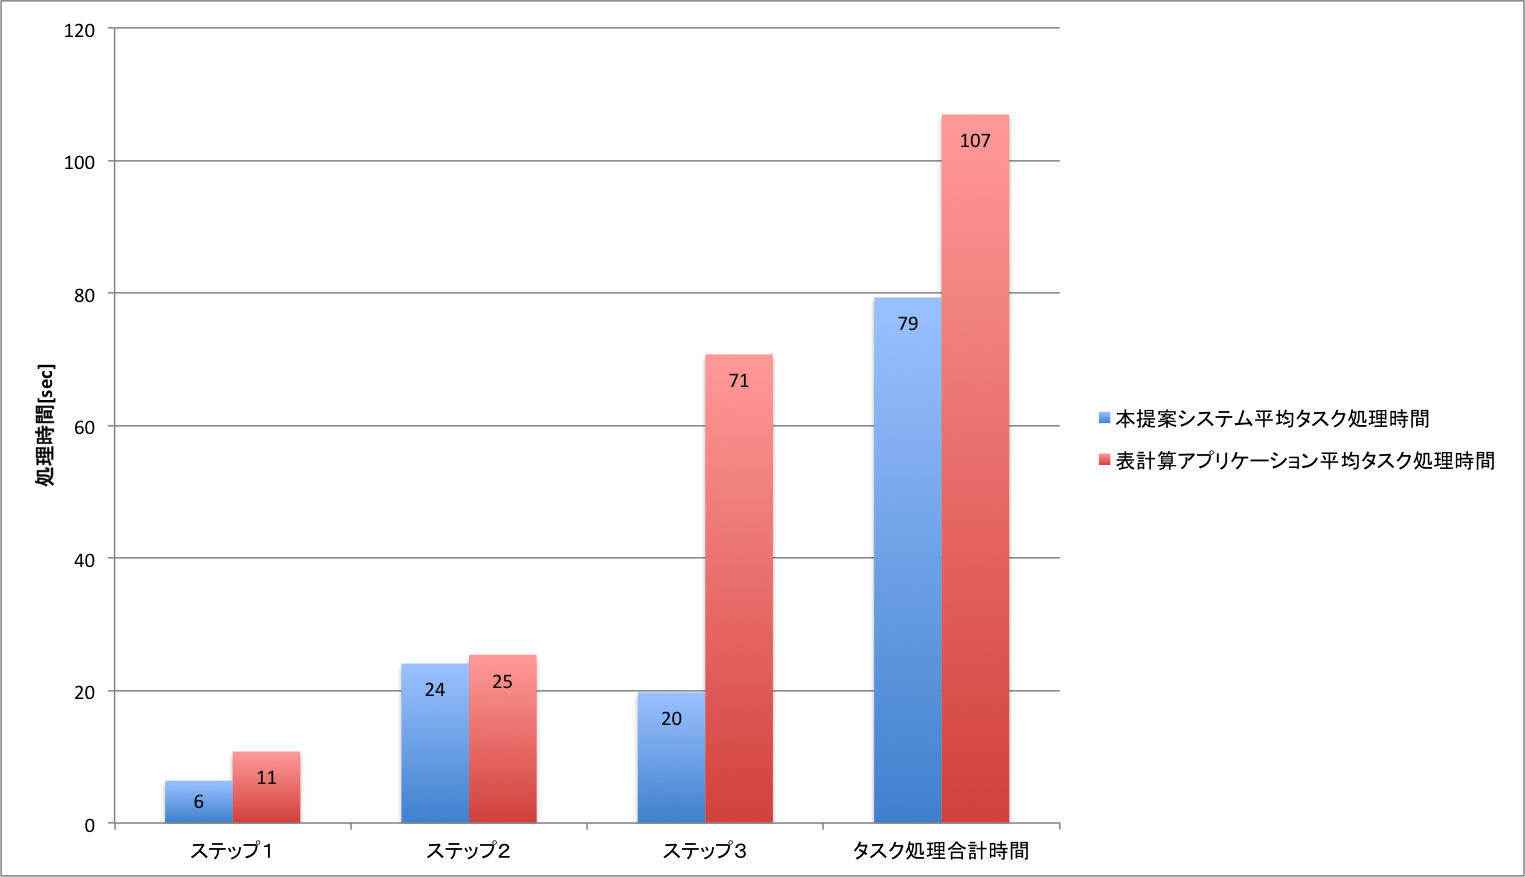 120
100
80
60
40
20
0
処理時間[sec]
6
11
24
25
20
71
79
107
ステップ１
ステップ２
ステップ３
タスク処理合計時間
本提案システム平均タスク処理時間
表計算アプリケーション平均タスク処理時間